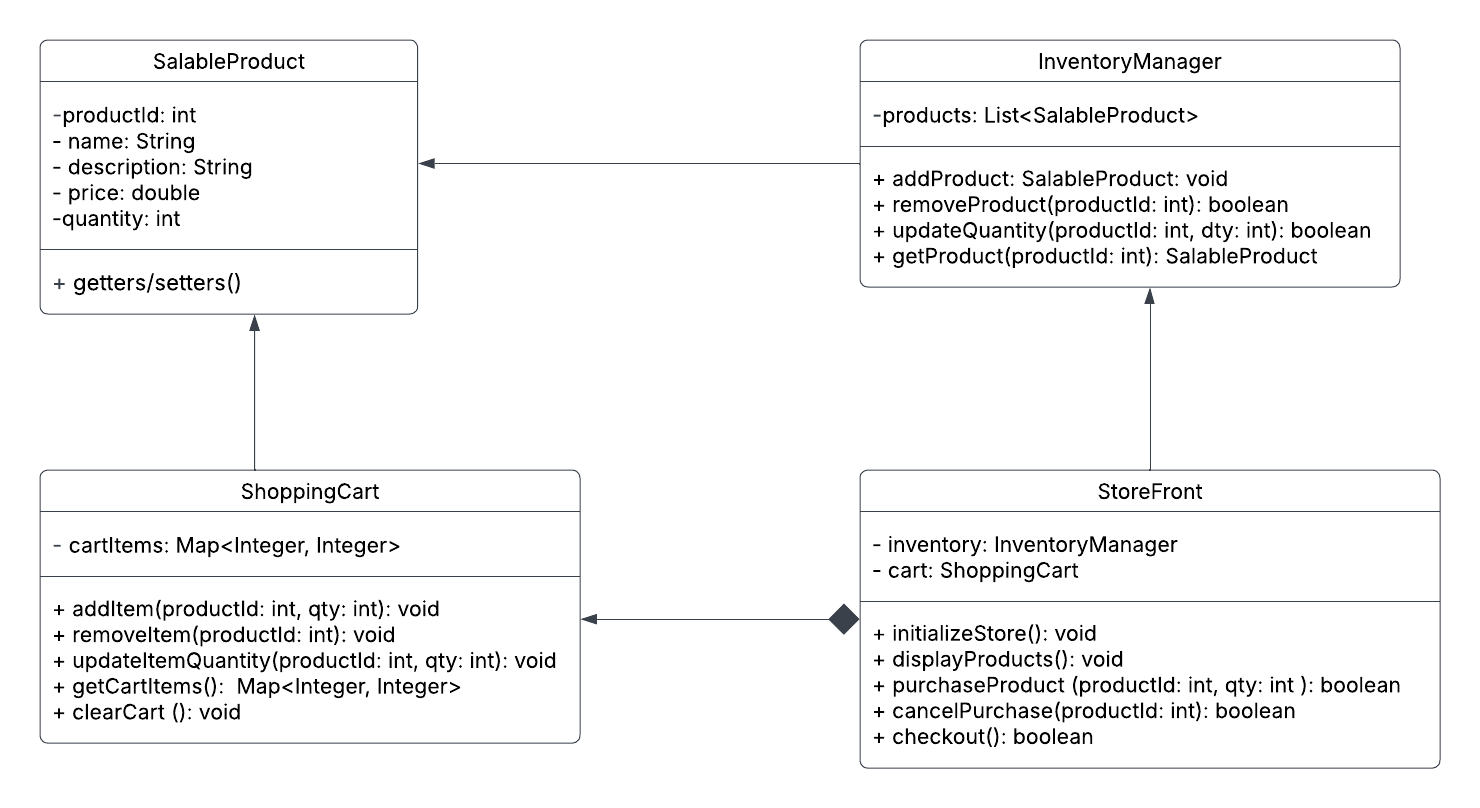 SalableProduct
-productId: int
- name: String
- description: String
- price: double
-quantity: int
+ getters/setters()
InventoryManager
-products: List<SalableProduct>
+ addProduct: SalableProduct: void
+ removeProduct(productId: int): boolean
+ updateQuantity(productId: int, dty: int): boolean
+ getProduct(productId: int): SalableProduct
ShoppingCart
- cartItems: Map<Integer, Integer>
+ addItem(productId: int, qty: int): void
+ removeItem(productId: int): void
+ updateItemQuantity(productId: int, qty: int): void
+ getCartItems():  Map<Integer, Integer>
+ clearCart (): void
StoreFront
- inventory: InventoryManager
- cart: ShoppingCart
+ initializeStore(): void
+ displayProducts(): void
+ purchaseProduct (productId: int, qty: int ): boolean
+ cancelPurchase(productId: int): boolean
+ checkout(): boolean